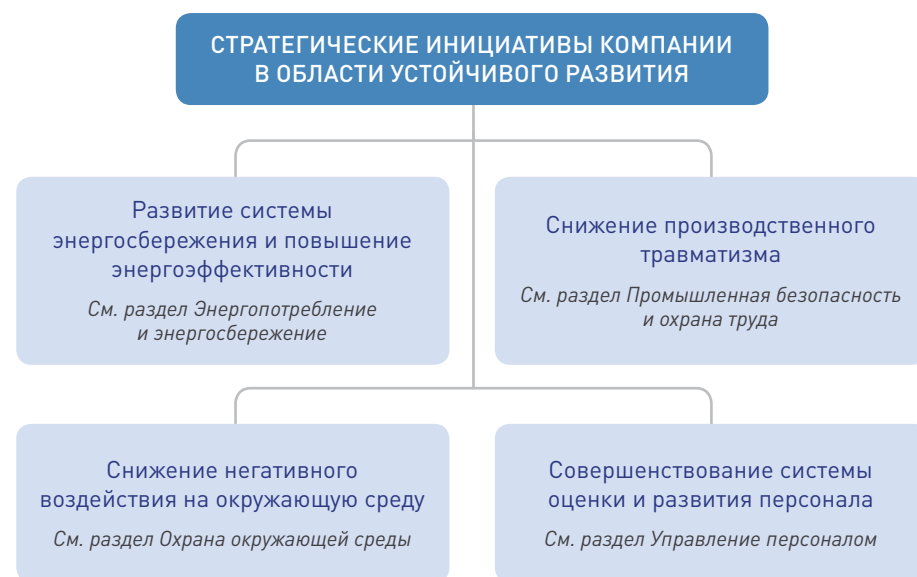 СТРАТЕГИЧЕСКИЕ ИНИЦИАТИВЫ КОМПАНИИ
В ОБЛАСТИ УСТОЙЧИВОГО РАЗВИТИЯ
Развитие системы
энергосбережения и повышение
энергоэффективности
См. раздел Энергопотребление
и энергосбережение
Снижение производственного
травматизма
См. раздел Промышленная безопасность
и охрана труда
Снижение негативного
воздействия на окружающую среду
См. раздел Охрана окружающей среды
Совершенствование системы
оценки и развития персонала
См. раздел Управление персоналом